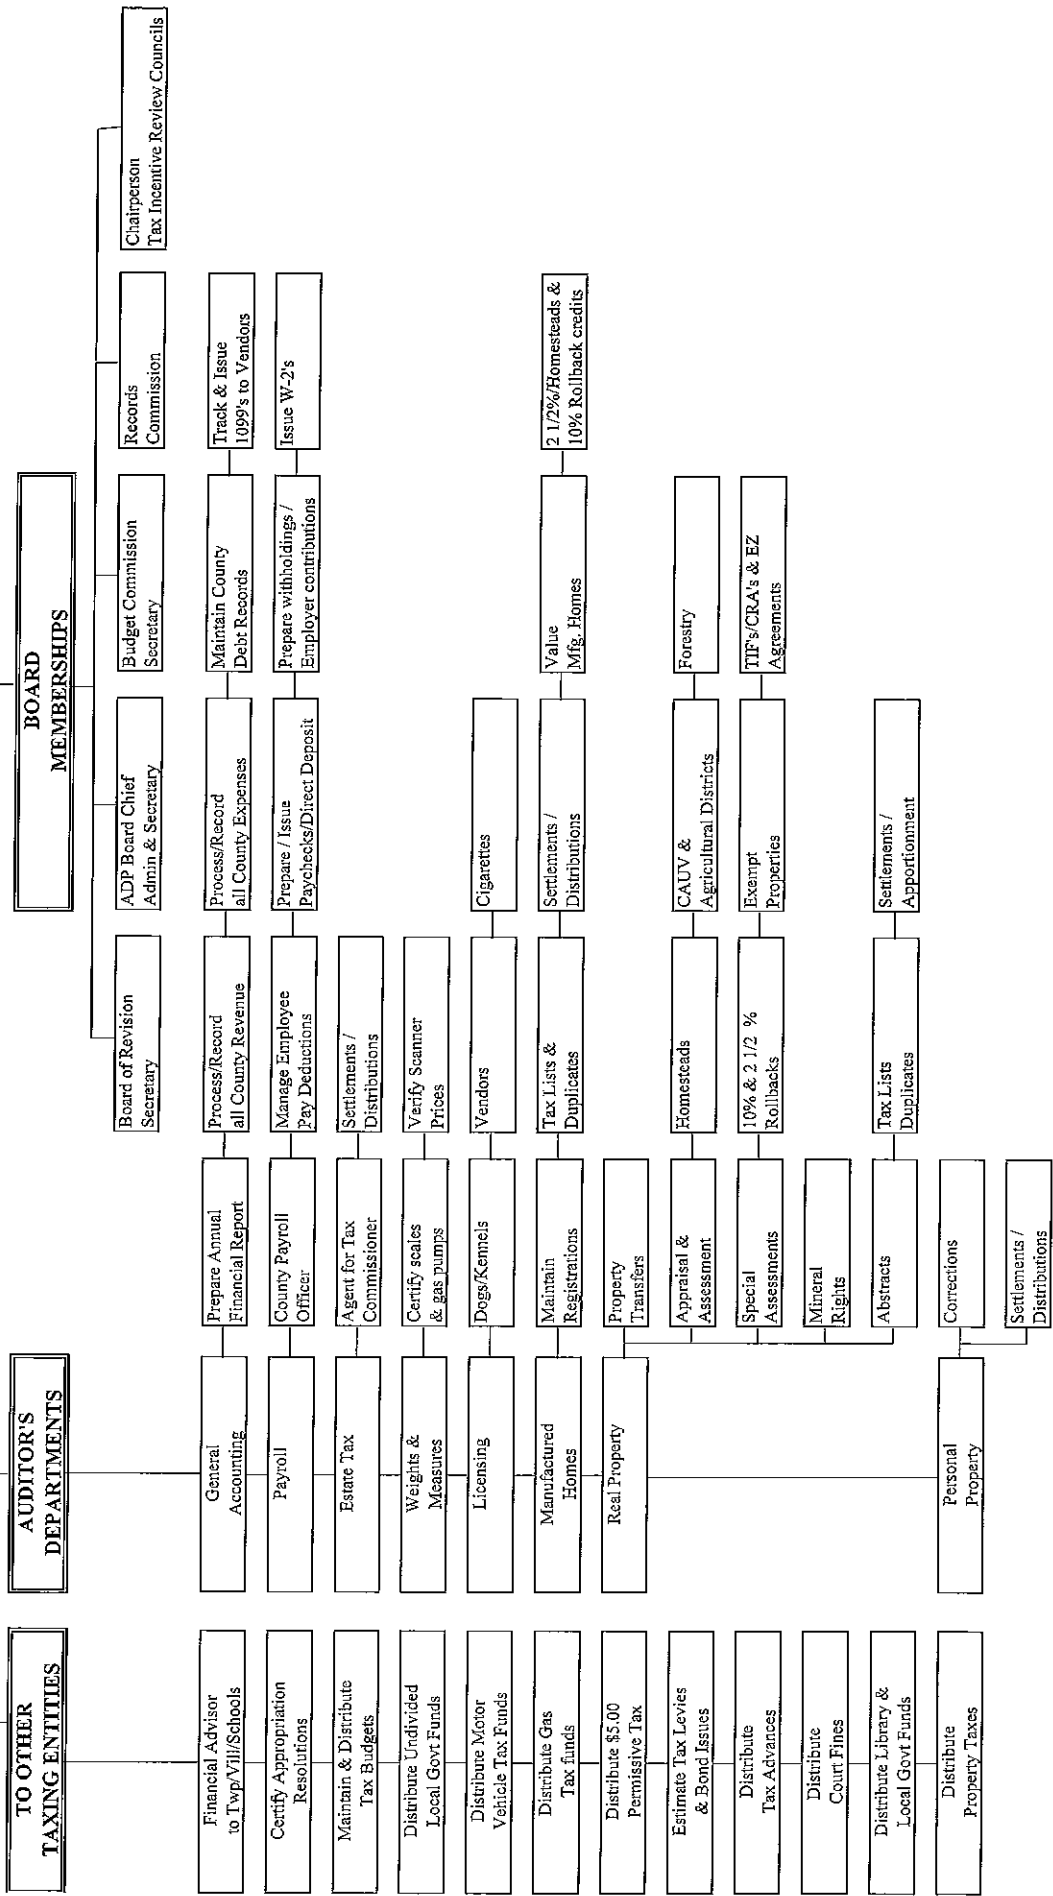 TO OTHER
TAXING ENTITIES
Financial Advisor
to Twp/Vill/Schools
Certify Appropriation
Resolutions
Maintain & Distribute
Tax Budgets
Distribute Undivided
Local Govt Funds
Distribute Motor
Vehicle Tax Funds
Distribute Gas
Tax funds
Distribute $5.00
Permissive Tax
Estimate Tax Levies
& Bond Issues
Distribute
Tax Advances
Distribute
Court Fines
Distribute Library &
Local Govt Funds
Distribute
Property Taxes
AUDITOR'S
DEPARTMENTS
General
Accounting
Prepare Annual
Financial Report
Process/Record
all County Revenue
Process/Record
all County Expenses
Maintain County
Debt Records
Track & Issue
1099's to Vendors
Payroll
County Payroll
Officer
Manage Employee
Pay Deductions
Prepare / Issue
Paychecks/Direct Deposit
Prepare withholdings /
Employer contributions
Issue W-2's
Estate Tax
Agent for Tax
Commissioner
Settlements /
Distributions
Weights &
Measures
Certify scales
& gas pumps
Verify Scanner
Prices
Licensing
Dogs/Kennels
Vendors
Cigarettes
Manufactured
Homes
Maintain
Registrations
Tax Lists &
Duplicates
Settlements /
Distributions
Value
Mfg. Homes
2 1/2%/Homesteads &
10% Rollback credits
Real Property
Property
Transfers
Appraisal &
Assessment
Homesteads
CAUV &
Agricultural Districts
Forestry
Special
Assessments
10% & 2 1/2 %
Rollbacks
Exempt
Properties
TIF's/CRA's & EZ
Agreements
Mineral
Rights
Abstracts
Tax Lists
Duplicates
Settlements /
Apportionment
Personal
Property
Corrections
Settlements /
Distributions
BOARD
MEMBERSHIPS
Board of Revision
Secretary
ADP Board Chief
Admin & Secretary
Budget Commission
Secretary
Records
Commission
Chairperson
Tax Incentive Review Councils